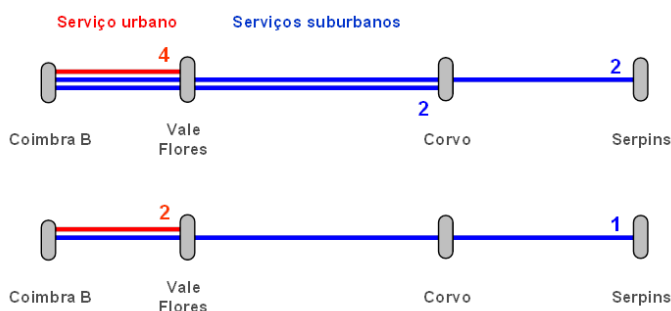 Serviço urbano
Serviços suburbanos
4
2
2
Coimbra B
Vale
Flores
Corvo
Serpins
2
1
Coimbra B
Vale
Flores
Corvo
Serpins